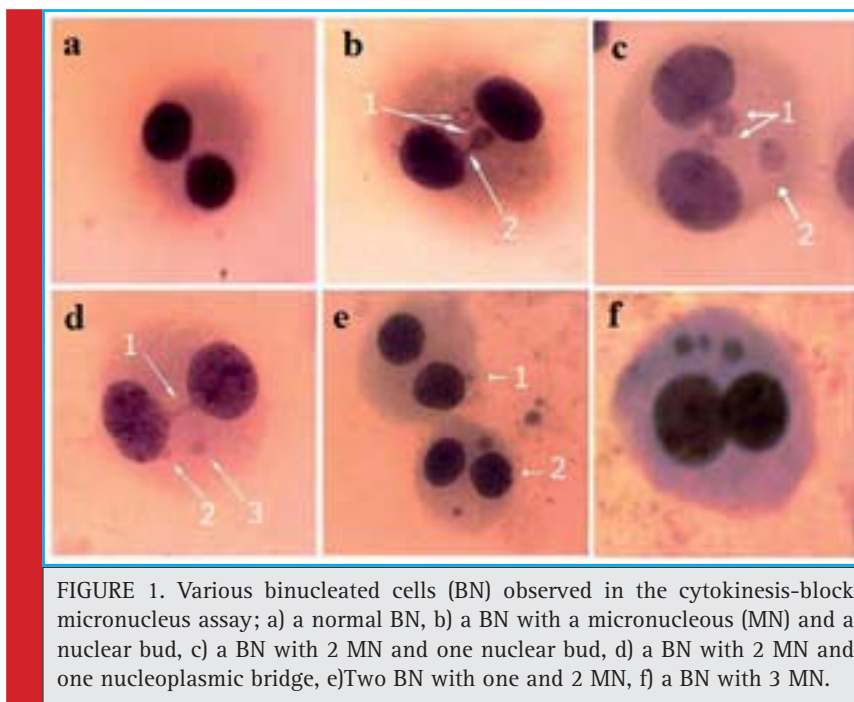 a
b
1
2
c
1
2
d
1
2
3
e
1
2
f
FIGURE 1. Various binucleated cells (BN) observed in the cytokinesis-block
micronucleus assay; a) a normal BN, b) a BN with a micronucleous (MN) and a
nuclear bud, c) a BN with 2 MN and one nuclear bud, d) a BN with 2 MN and
one nucleoplasmic bridge, e)Two BN with one and 2 MN, f) a BN with 3 MN.